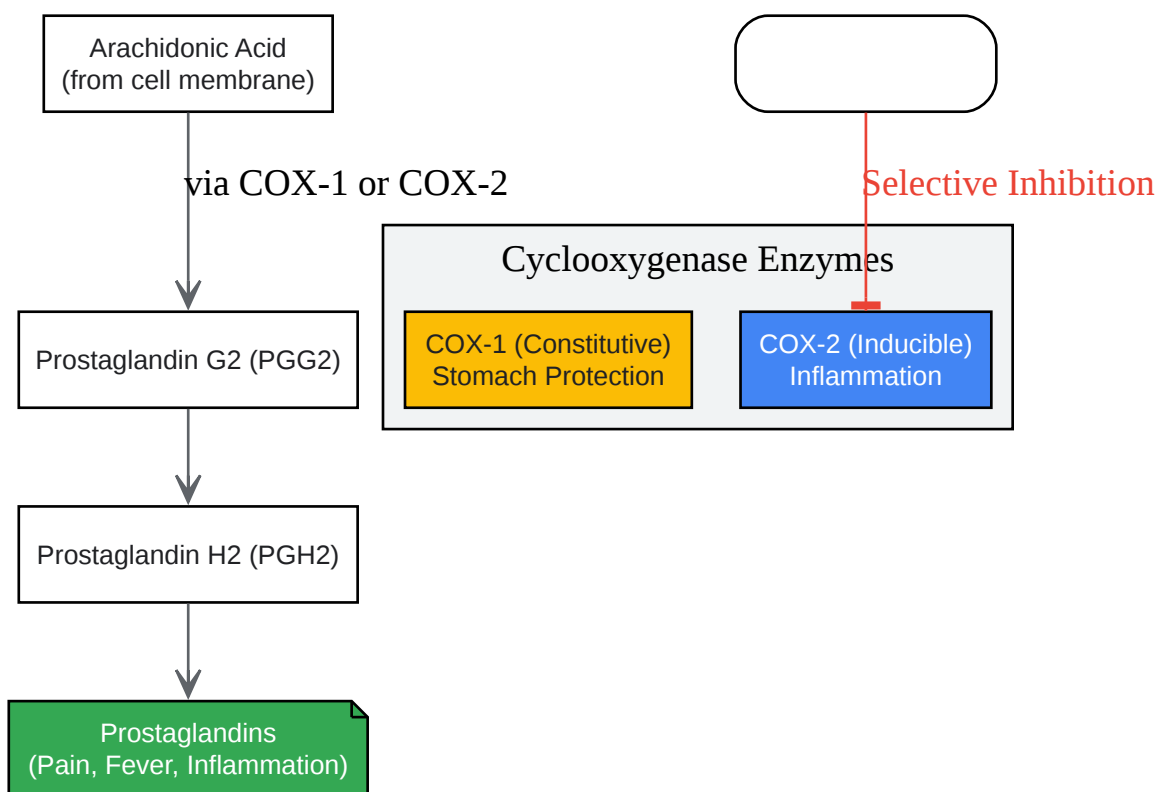 Arachidonic Acid
(from cell membrane)
via COX-1 or COX-2
Selective Inhibition
Cyclooxygenase Enzymes
COX-1 (Constitutive)
Stomach Protection
COX-2 (Inducible)
Inflammation
Prostaglandin G2 (PGG2)
Prostaglandin H2 (PGH2)
Prostaglandins
(Pain, Fever, Inflammation)